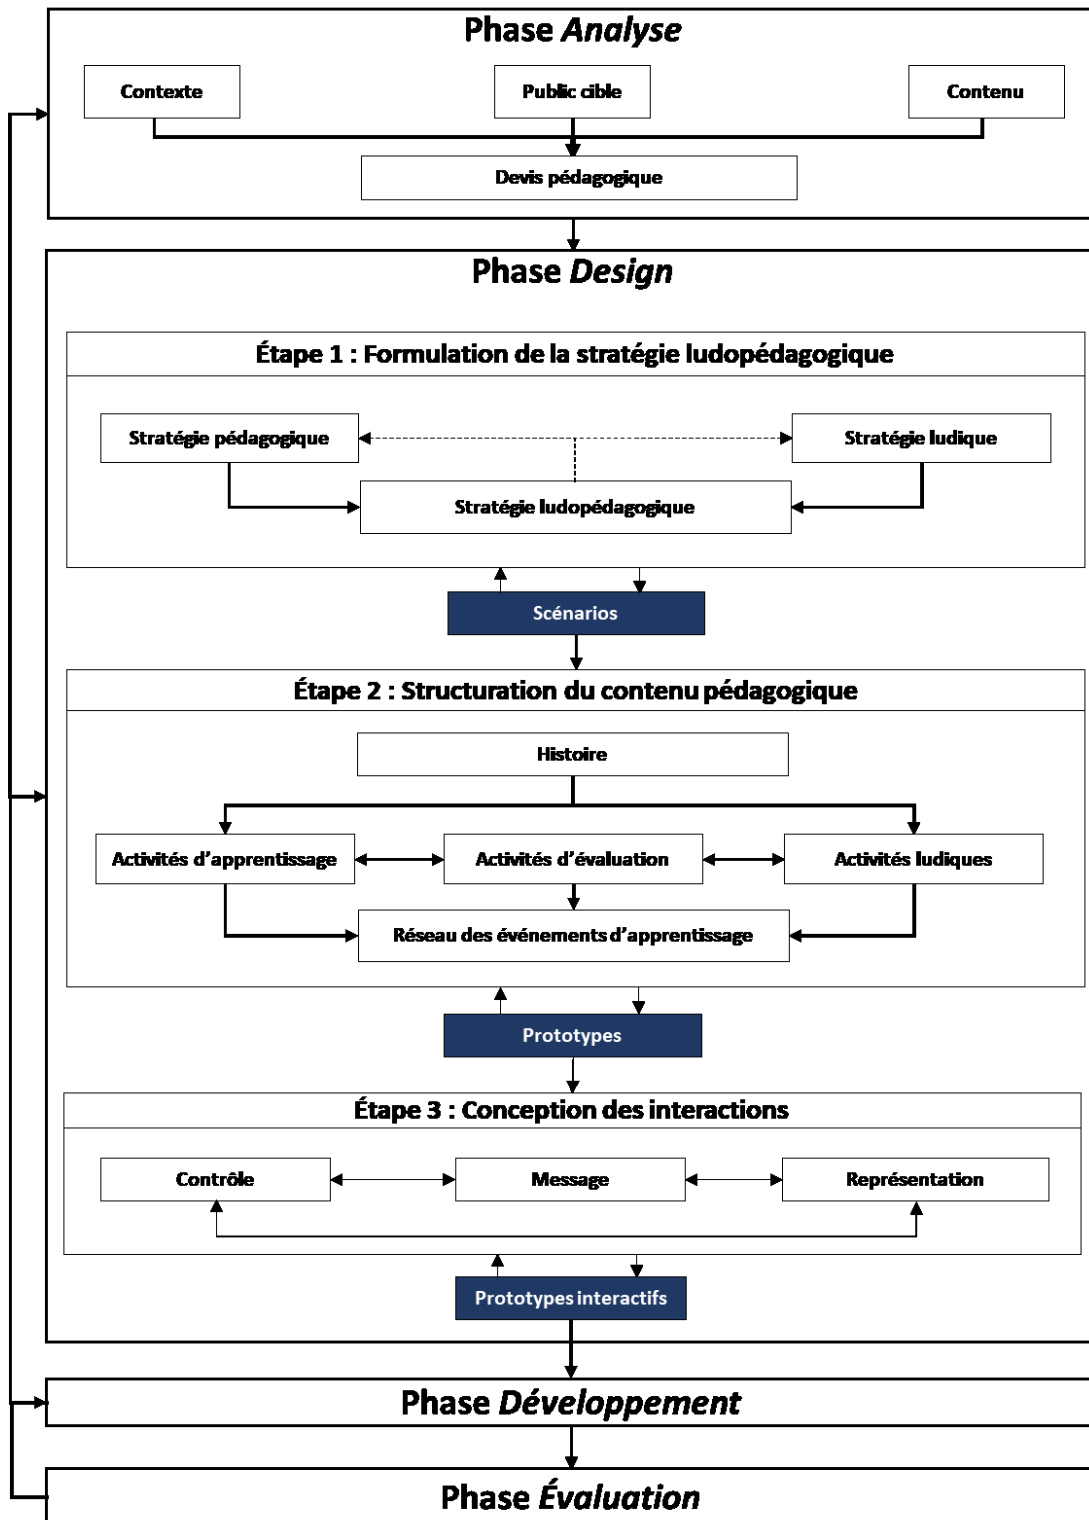 Phase Analyse
Contexte
Public cible
Contenu
Devis pédagogique
Phase Design
Étape 1 : Formulation de la stratégie ludopédagogique
Stratégie pédagogique
Stratégie ludique
Stratégie ludopédagogique
Scénarios
Étape 2 : Structuration du contenu pédagogique
Histoire
Activités d'apprentissage
Activités d'évaluation
Activités ludiques
Réseau des événements d'apprentissage
Prototypes
Étape 3 : Conception des interactions
Contrôle
Message
Représentation
Prototypes interactifs
Phase Développement
Phase Évaluation